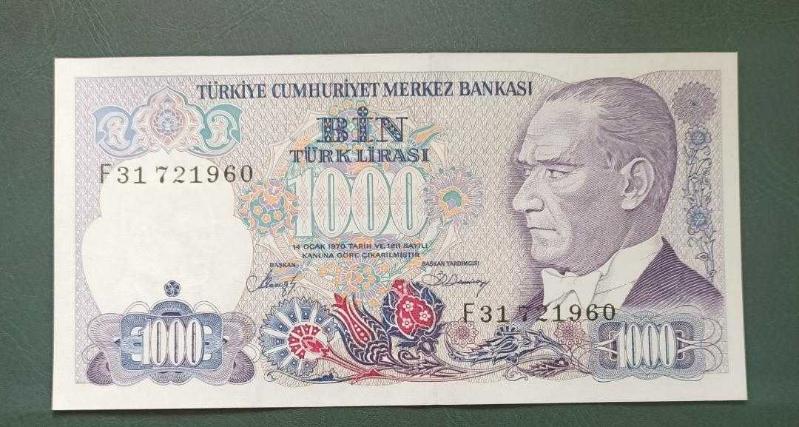 TÜRKİYE CUMHURİYET MERKEZ BANKASI
BİN
TÜRK LİRASI
F31 721960
1000
14 OCAK 1970 TARİH VE 1211 SAYILI
KANUNA GÖRE ÇIKARILMIŞTIR
BAŞKAN
BAŞKAN YARDIMCISI
F31 721960
1000
1000